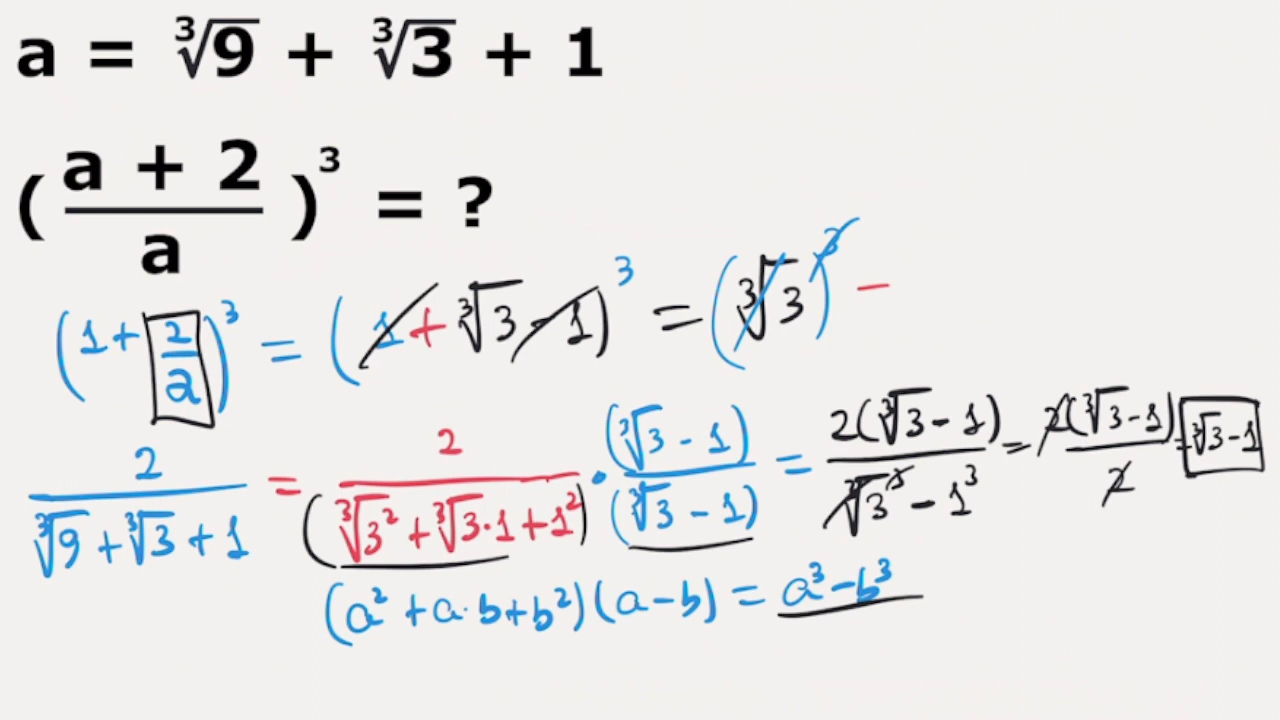 a = ∛9 + ∛3 + 1
(a + 2 / a)³ = ?
(1 + 2/2)³ = (1 + ∛3 - 1)³ = (∛3)³ -
2/(∛9 + ∛3 + 1) = 2/(∛3² + ∛3·1 + 1²) · (∛3 - 1)/(∛3 - 1) = 2(∛3 - 1)/(∛3³ - 1³) = 2(∛3 - 1)/2 = ∛3 - 1
(a² + a·b + b²)(a - b) = a³ - b³